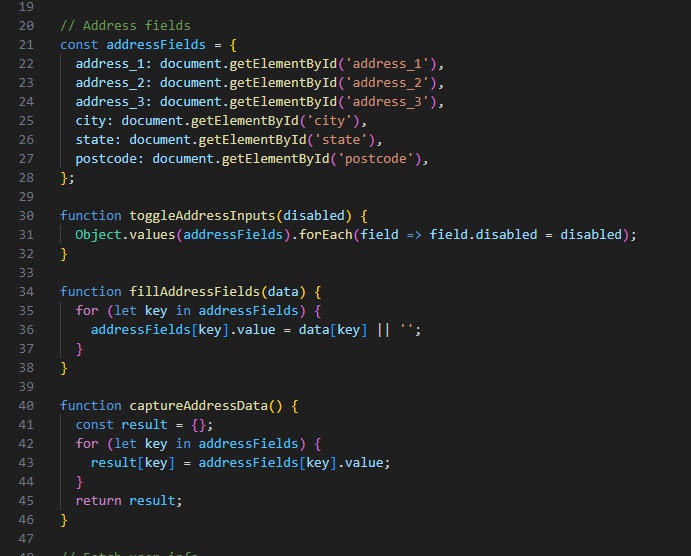 19
20 // Address fields
21 const addressFields = {
22 address_1: document.getElementById('address_1'),
23 address_2: document.getElementById('address_2'),
24 address_3: document.getElementById('address_3'),
25 city: document.getElementById('city'),
26 state: document.getElementById('state'),
27 postcode: document.getElementById('postcode'),
28 };
29
30 function toggleAddressInputs(disabled) {
31 Object.values(addressFields).forEach(field => field.disabled = disabled);
32 }
33
34 function fillAddressFields(data) {
35 for (let key in addressFields) {
36 addressFields[key].value = data[key] || '';
37 }
38 }
39
40 function captureAddressData() {
41 const result = {};
42 for (let key in addressFields) {
43 result[key] = addressFields[key].value;
44 }
45 return result;
46 }
47
48 // Fetch user info